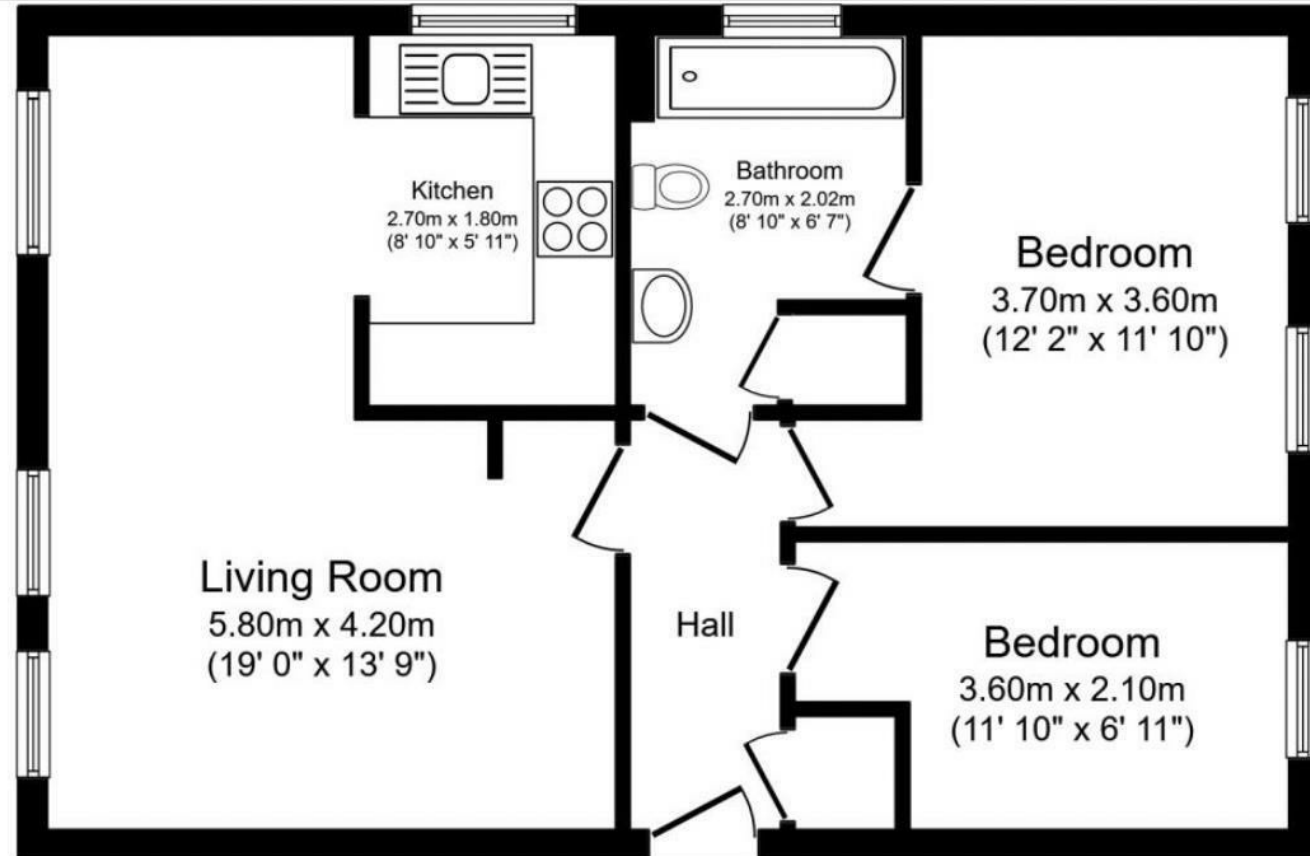 Kitchen
2.70m x 1.80m
(8' 10" x 5' 11")
Bathroom
2.70m x 2.02m
(8' 10" x 6' 7")
Bedroom
3.70m x 3.60m
(12' 2" x 11' 10")
Living Room
5.80m x 4.20m
(19' 0" x 13' 9")
Hall
Bedroom
3.60m x 2.10m
(11' 10" x 6' 11")